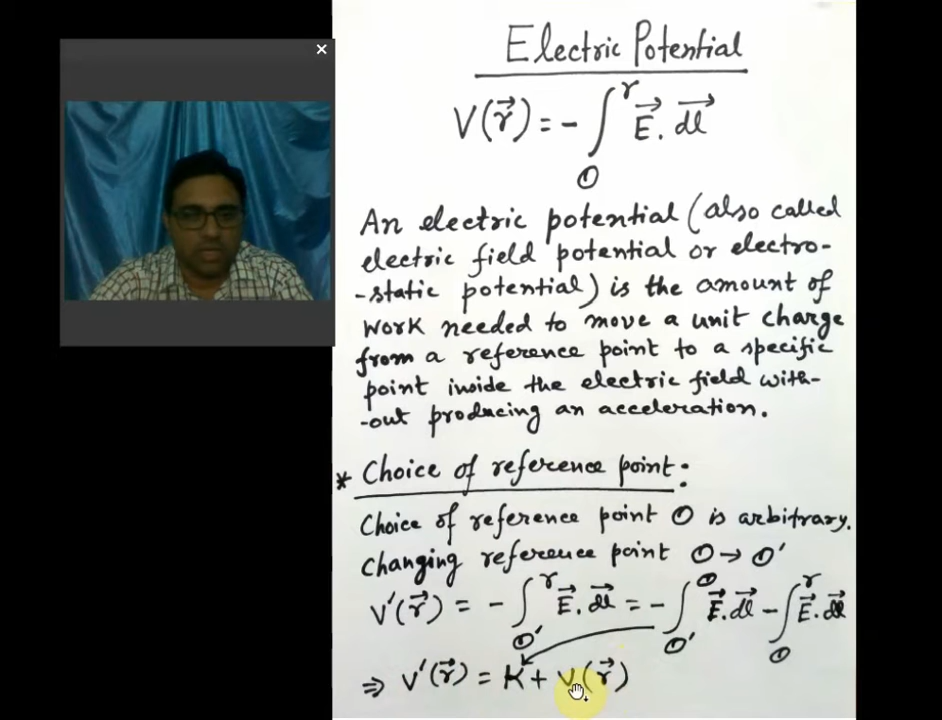 Electric Potential
V(r⃗) = - ∫_O^r E⃗. dl⃗
An electric potential (also called
electric field potential or electro-
-static potential) is the amount of
work needed to move a unit charge
from a reference point to a specific
point inside the electric field with-
-out producing an acceleration.
* Choice of reference point:
Choice of reference point O is arbitrary.
Changing reference point O → O'
V'(r⃗) = - ∫_O'^r E⃗. dl⃗ = - ∫_O'^O E⃗. dl⃗ - ∫_O^r E⃗. dl⃗
⇒ V'(r⃗) = K + V(r⃗)